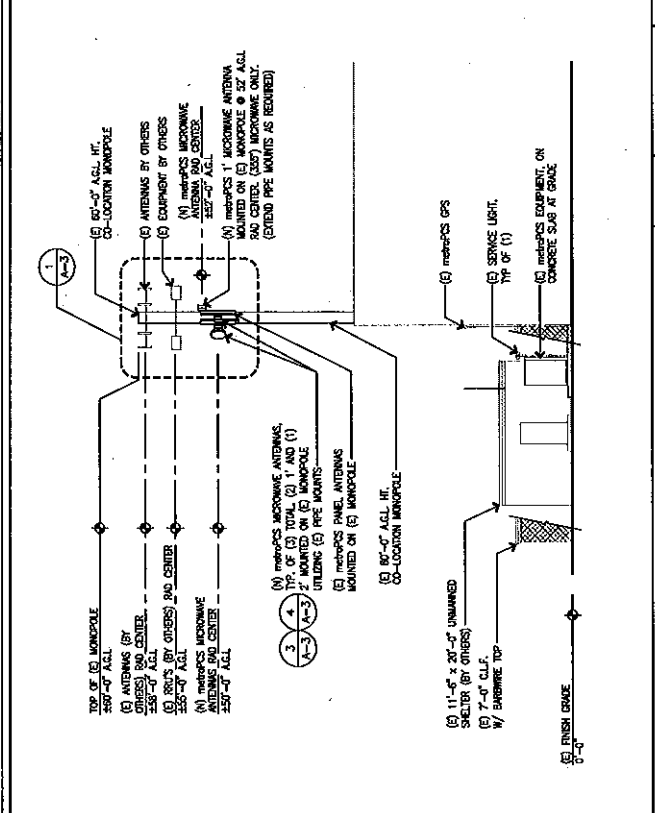 1
A-3
(E) 60'-0" A.G.L. HT.
CO-LOCATION MONOPOLE
(E) ANTENNAS BY OTHERS
(E) EQUIPMENT BY OTHERS
(N) metroPCS MICROWAVE
ANTENNA RAD CENTER
±52'-0" A.G.L
(N) metroPCS 1' MICROWAVE ANTENNA
MOUNTED ON (E) MONOPOLE @ 52' A.G.L
RAD CENTER. MICROWAVE ONLY.
(EXTEND PIPE MOUNTS AS REQUIRED)
TOP OF (E) MONOPOLE
±60'-0" A.G.L.
(E) ANTENNAS (BY
OTHERS) RAD CENTER
±58'-0" A.G.L
(E) RRU'S (BY OTHERS) RAD CENTER
A.G.L
(N) metroPCS MICROWAVE
ANTENNAS RAD CENTER
±50'-0" A.G.L
3
A-3
4
A-3
(N) metroPCS MICROWAVE ANTENNAS,
TYP. OF (3) TOTAL. (2) 1' AND (1)
2' MOUNTED ON (E) MONOPOLE
UTILIZING (E) PIPE MOUNTS
(E) metroPCS PANEL ANTENNAS
MOUNTED ON (E) MONOPOLE
(E) 60'-0" A.G.L. HT.
CO-LOCATION MONOPOLE
(E) metroPCS GPS
(E) SERVICE LIGHT,
TYP OF (1)
(E) metroPCS EQUIPMENT, ON
CONCRETE SLAB AT GRADE
(E) 11'-6" x 20'-0" UNMANNED
SHELTER (BY OTHERS)
(E) 7'-0" C.L.F.
W/ BARBWIRE TOP
(E) FINISH GRADE
0'-0"